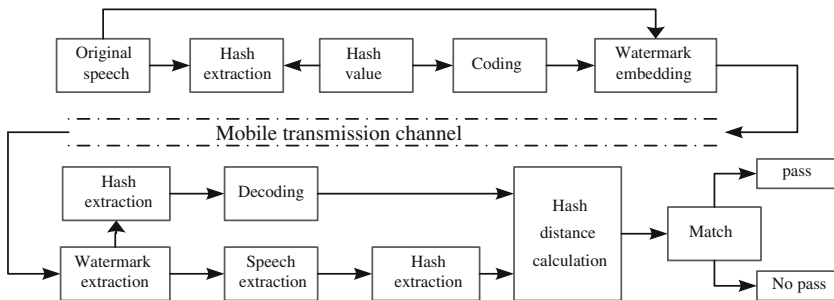 Original
speech
Hash
extraction
Hash
value
Coding
Watermark
embedding
Mobile transmission channel
Hash
extraction
Decoding
Hash
distance
calculation
pass
Match
Watermark
extraction
Speech
extraction
Hash
extraction
No pass